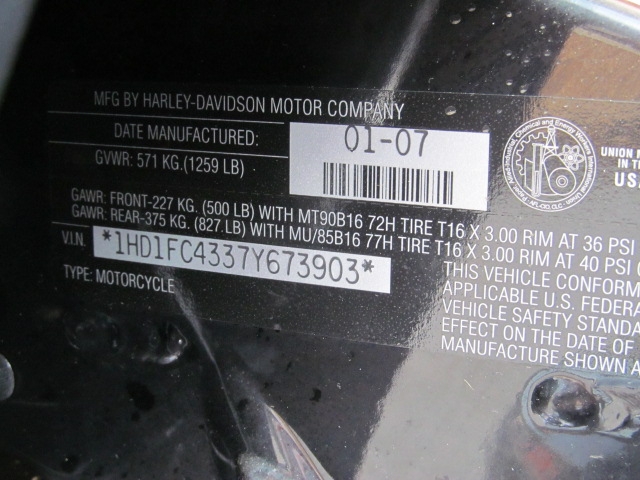 MFG BY HARLEY-DAVIDSON MOTOR COMPANY
DATE MANUFACTURED: 01-07
GVWR: 571 KG.(1259 LB)
GAWR: FRONT-227 KG. (500 LB) WITH MT90B16 72H TIRE T16 X 3.00 RIM AT 36 PSI
GAWR: REAR-375 KG. (827 LB) WITH MU/85B16 77H TIRE T16 X 3.00 RIM AT 40 PSI
V.I.N. *1HD1FC4337Y673903*
TYPE: MOTORCYCLE
THIS VEHICLE CONFORM
APPLICABLE U.S. FEDERA
VEHICLE SAFETY STANDA
EFFECT ON THE DATE OF
MANUFACTURE SHOWN A
UNION M
IN T
USA